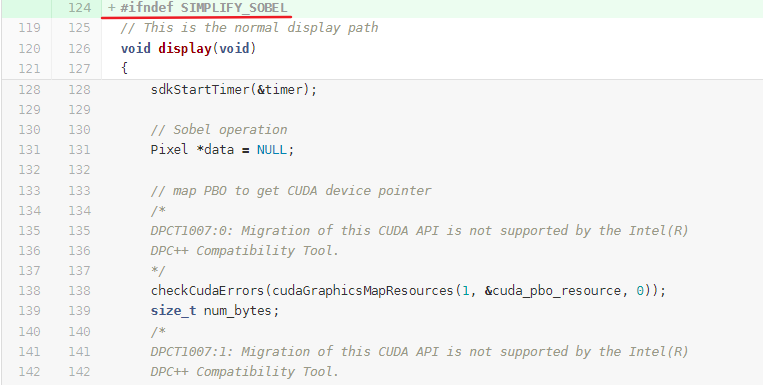 124 + #ifndef SIMPLIFY_SOBEL
119 125 // This is the normal display path
120 126 void display(void)
121 127 {
128 128 sdkStartTimer(&timer);
129 129
130 130 // Sobel operation
131 131 Pixel *data = NULL;
132 132
133 133 // map PBO to get CUDA device pointer
134 134 /*
135 135 DPCT1007:0: Migration of this CUDA API is not supported by the Intel(R)
136 136 DPC++ Compatibility Tool.
137 137 */
138 138 checkCudaErrors(cudaGraphicsMapResources(1, &cuda_pbo_resource, 0));
139 139 size_t num_bytes;
140 140 /*
141 141 DPCT1007:1: Migration of this CUDA API is not supported by the Intel(R)
142 142 DPC++ Compatibility Tool.